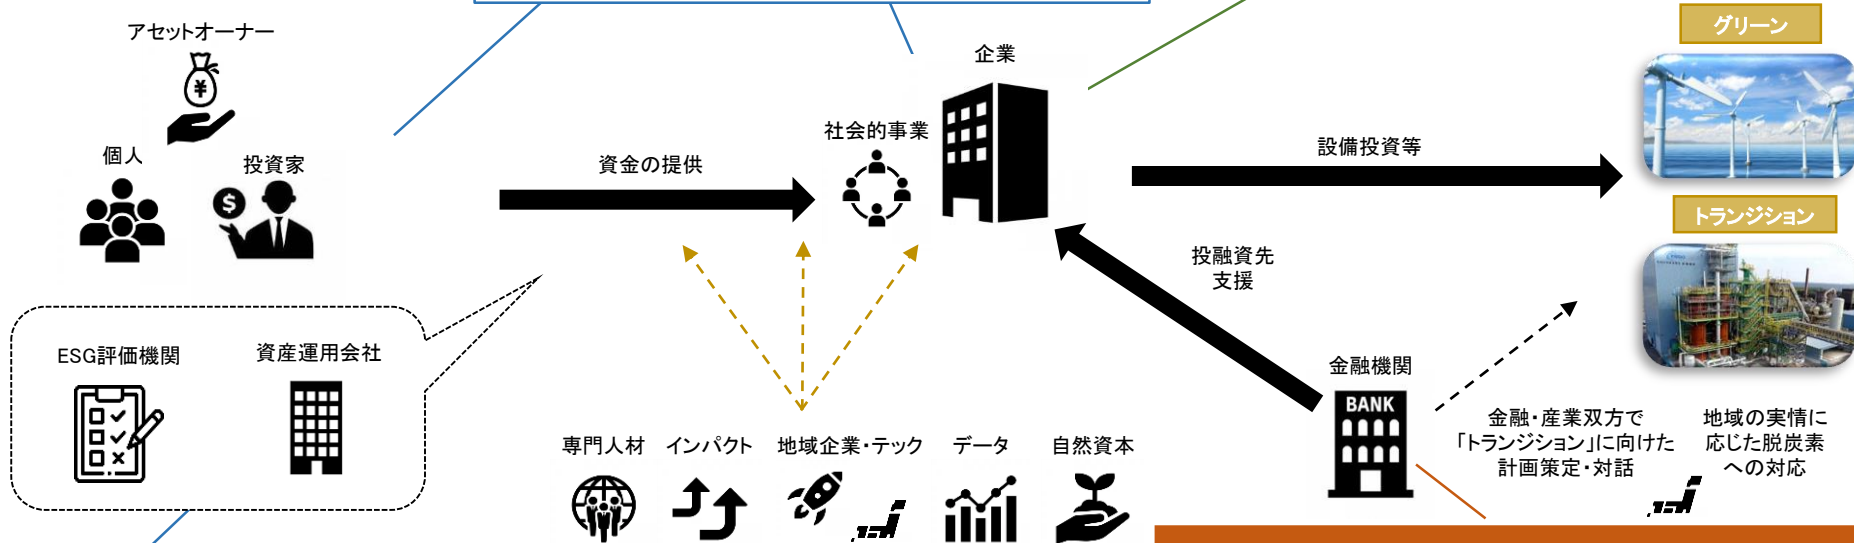 アセットオーナー
個人
投資家
ESG評価機関
資産運用会社
資金の提供
社会的事業
企業
設備投資等
グリーン
トランジション
投融資先
支援
金融機関
BANK
金融・産業双方で
「トランジション」に向けた
計画策定・対話
地域の実情に
応じた脱炭素
への対応
専門人材
インパクト
地域企業・テック
データ
自然資本